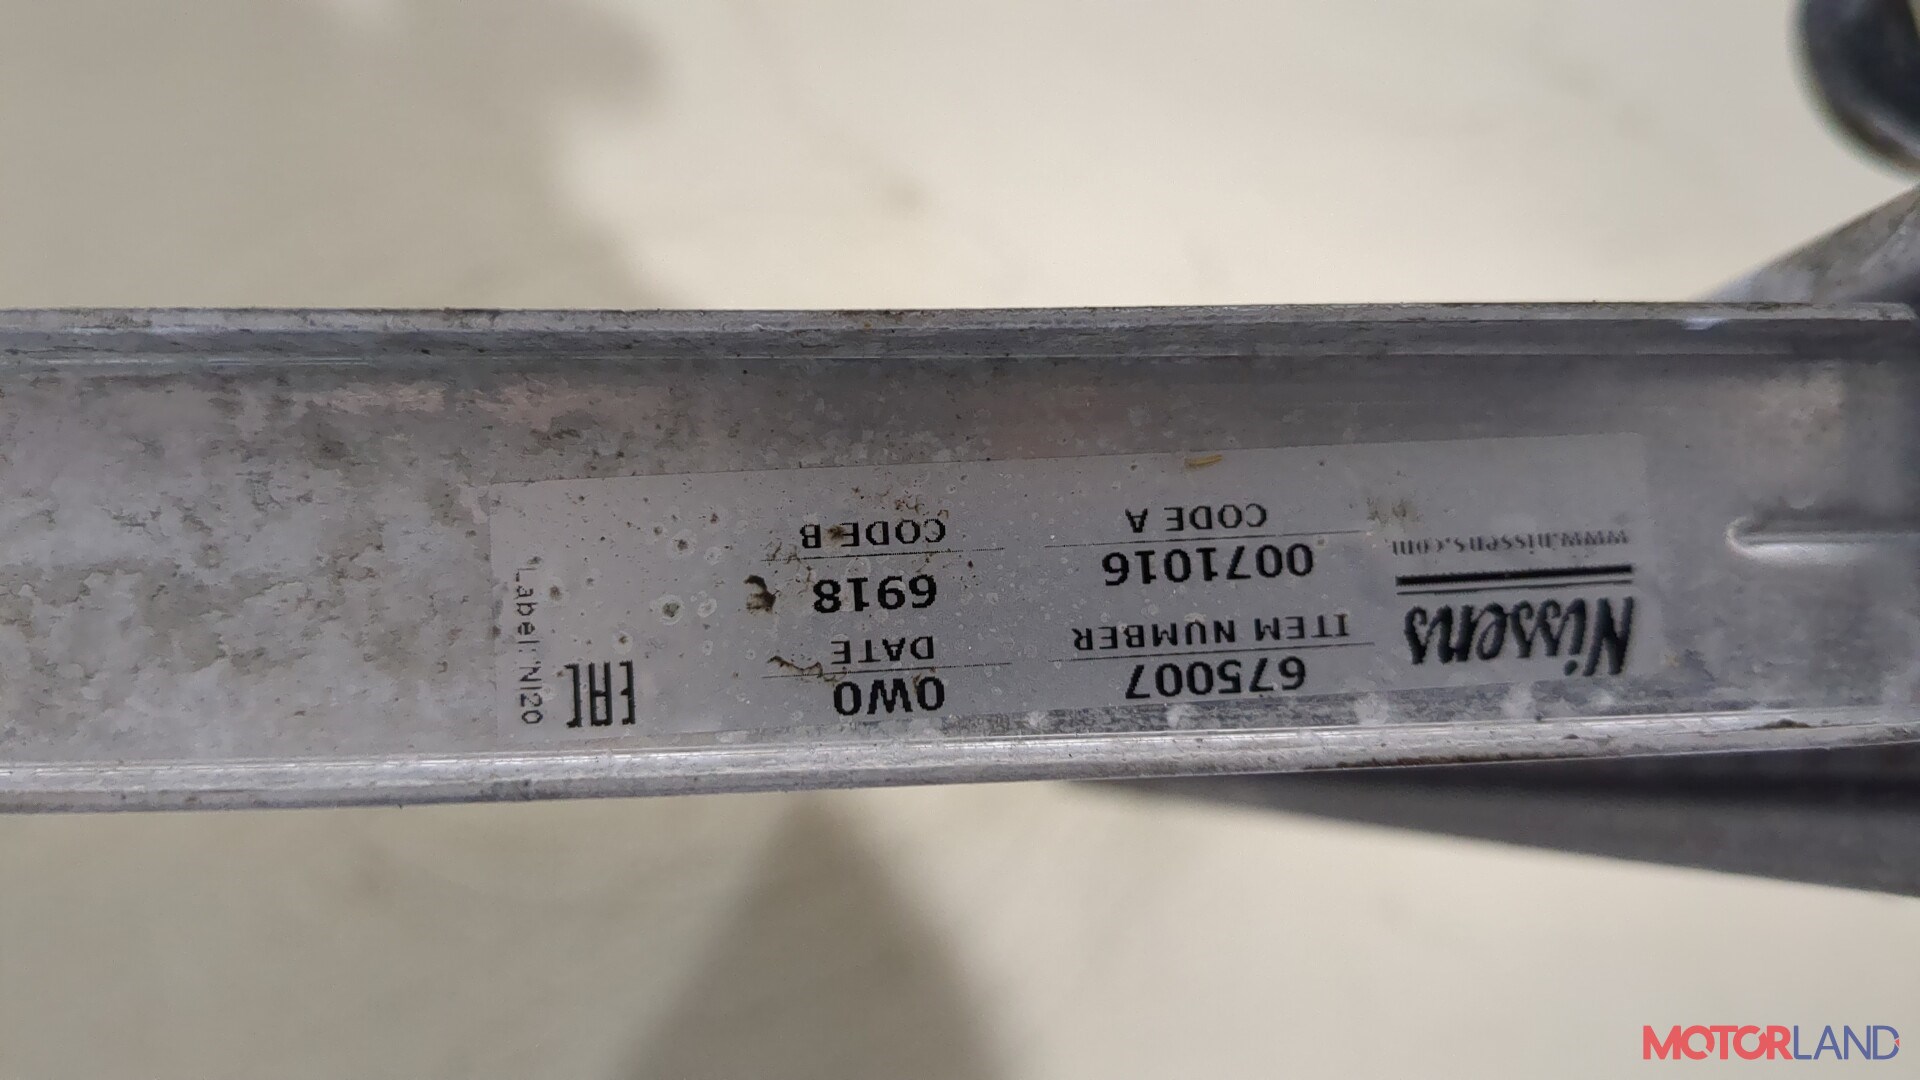 Nissens
www.nissens.com
675007
ITEM NUMBER
0071016
CODE A
0W0
DATE
6918
CODE B
EAC
Label: NI20
MOTORLAND